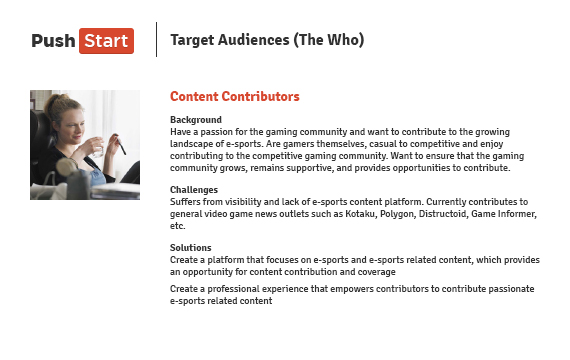 Push Start
Target Audiences (The Who)
Content Contributors
Background
Have a passion for the gaming community and want to contribute to the growing
landscape of e-sports. Are gamers themselves, casual to competitive and enjoy
contributing to the competitive gaming community. Want to ensure that the gaming
community grows, remains supportive, and provides opportunities to contribute.
Challenges
Suffers from visibility and lack of e-sports content platform. Currently contributes to
general video game news outlets such as Kotaku, Polygon, Distructoid, Game Informer,
etc.
Solutions
Create a platform that focuses on e-sports and e-sports related content, which provides
an opportunity for content contribution and coverage
Create a professional experience that empowers contributors to contribute passionate
e-sports related content